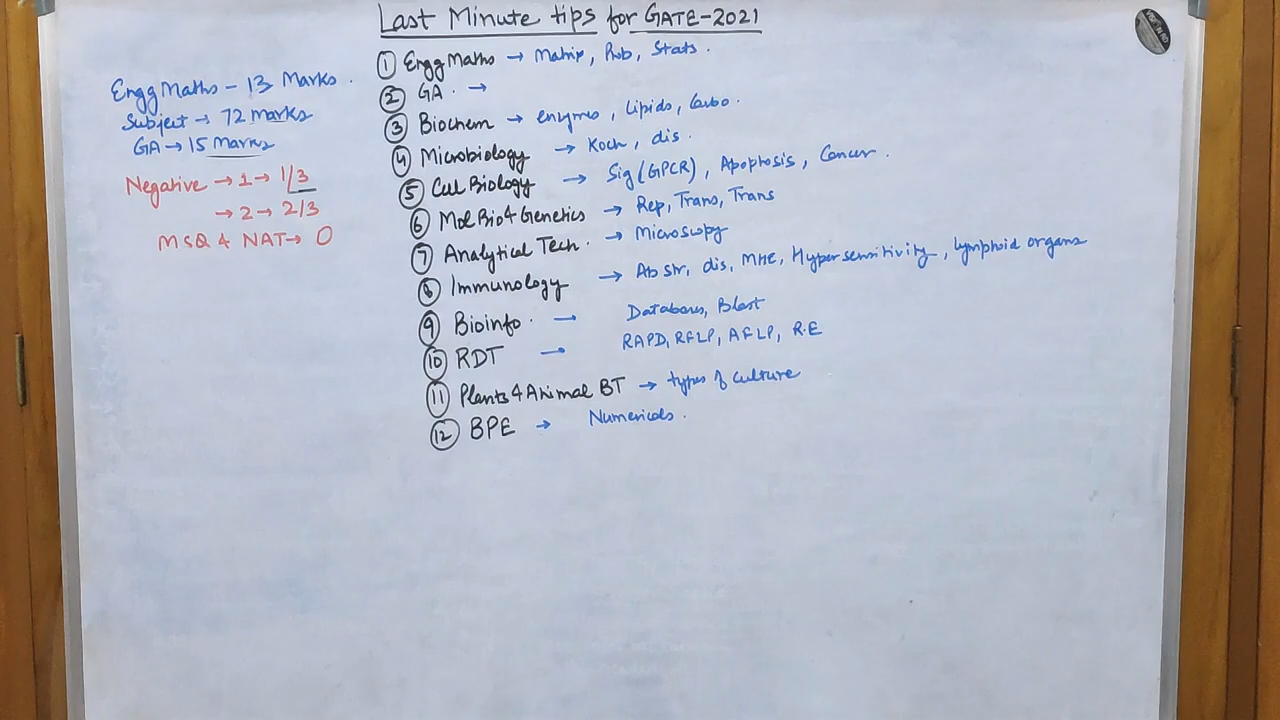 Last Minute tips for GATE-2021
Engg Maths - 13 Marks.
Subject → 72 marks
GA → 15 Marks
Negative → 1 → 1/3
→ 2 → 2/3
MSQ & NAT → 0
① Engg Maths → Matrix, Prob, Stats.
② GA. →
③ Biochem → enzymes, Lipids, Carbo.
④ Microbiology → Koch, dis.
⑤ Cell Biology → Sig (GPCR), Apoptosis, Cancer.
⑥ Mol Bio & Genetics → Rep, Trans, Trans
⑦ Analytical Tech. → Microscopy
⑧ Immunology → Ab str, dis, MHC, Hypersensitivity, Lymphoid organs
⑨ Bioinfo. → Databases, Blast
⑩ RDT → RAPD, RFLP, AFLP, R.E
⑪ Plants & Animal BT → types of culture
⑫ BPE → Numericals.